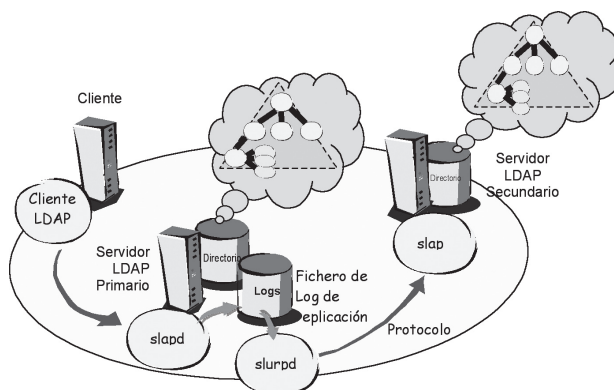 Cliente
Cliente
LDAP
Servidor
LDAP
Primario
Directorio
Logs
Fichero de
Log de
eplicación
slapd
slurpd
Protocolo
slap
Directorio
Servidor
LDAP
Secundario